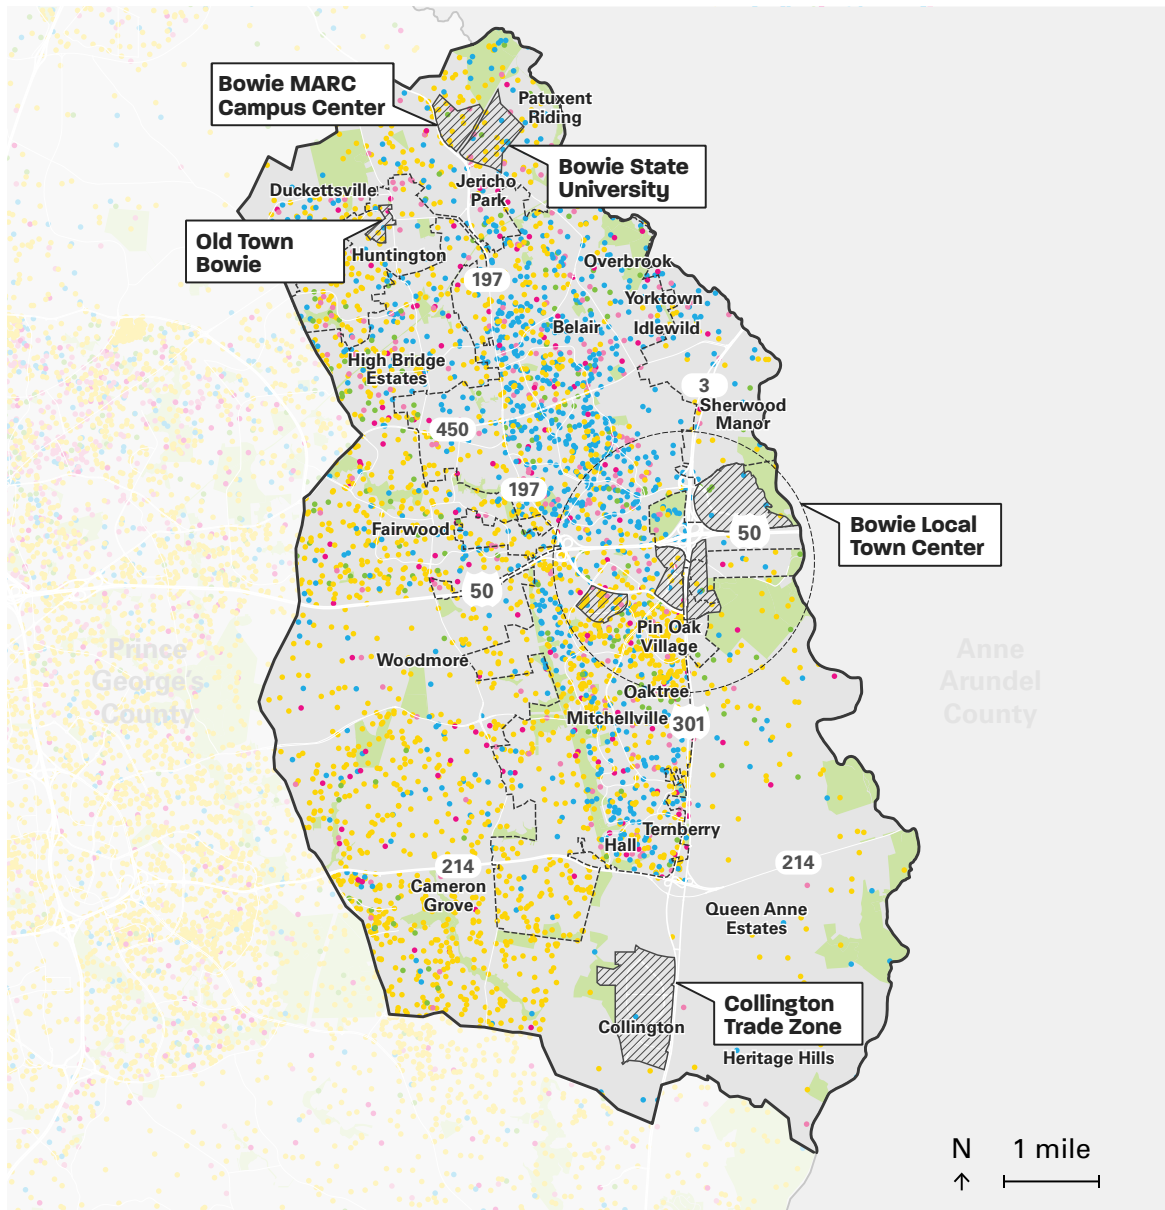 Bowie MARC
Campus Center
Patuxent
Riding
Bowie State
University
Duckettsville
Jericho
Park
Old Town
Bowie
Huntington
Overbrook
197
Yorktown
Belair
Idlewild
High Bridge
Estates
3
Sherwood
Manor
450
197
Bowie Local
Town Center
Fairwood
50
50
Pin Oak
Village
Prince
George's
County
Anne
Arundel
County
Woodmore
Oaktree
Mitchellville
301
Ternberry
Hall
214
214
Cameron
Grove
Queen Anne
Estates
Collington
Trade Zone
Collington
Heritage Hills
N
1 mile